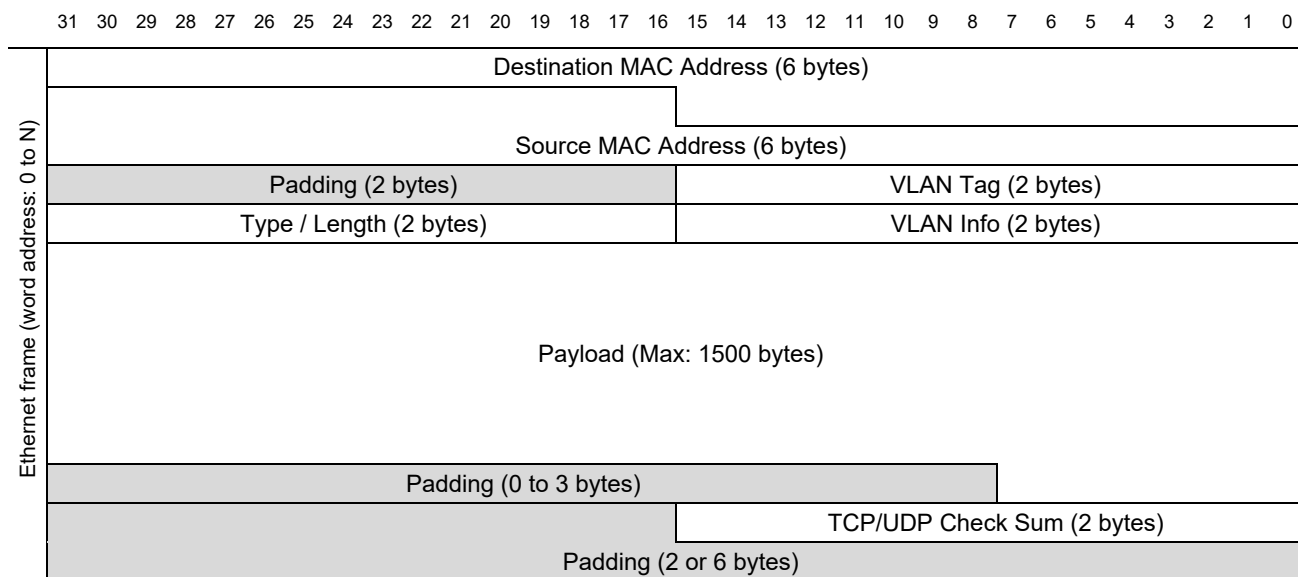 31 30 29 28 27 26 25 24 23 22 21 20 19 18 17 16 15 14 13 12 11 10 9 8 7 6 5 4 3 2 1 0
Ethernet frame (word address: 0 to N)
Destination MAC Address (6 bytes)
Source MAC Address (6 bytes)
Padding (2 bytes) VLAN Tag (2 bytes)
Type / Length (2 bytes) VLAN Info (2 bytes)
Payload (Max: 1500 bytes)
Padding (0 to 3 bytes)
TCP/UDP Check Sum (2 bytes)
Padding (2 or 6 bytes)